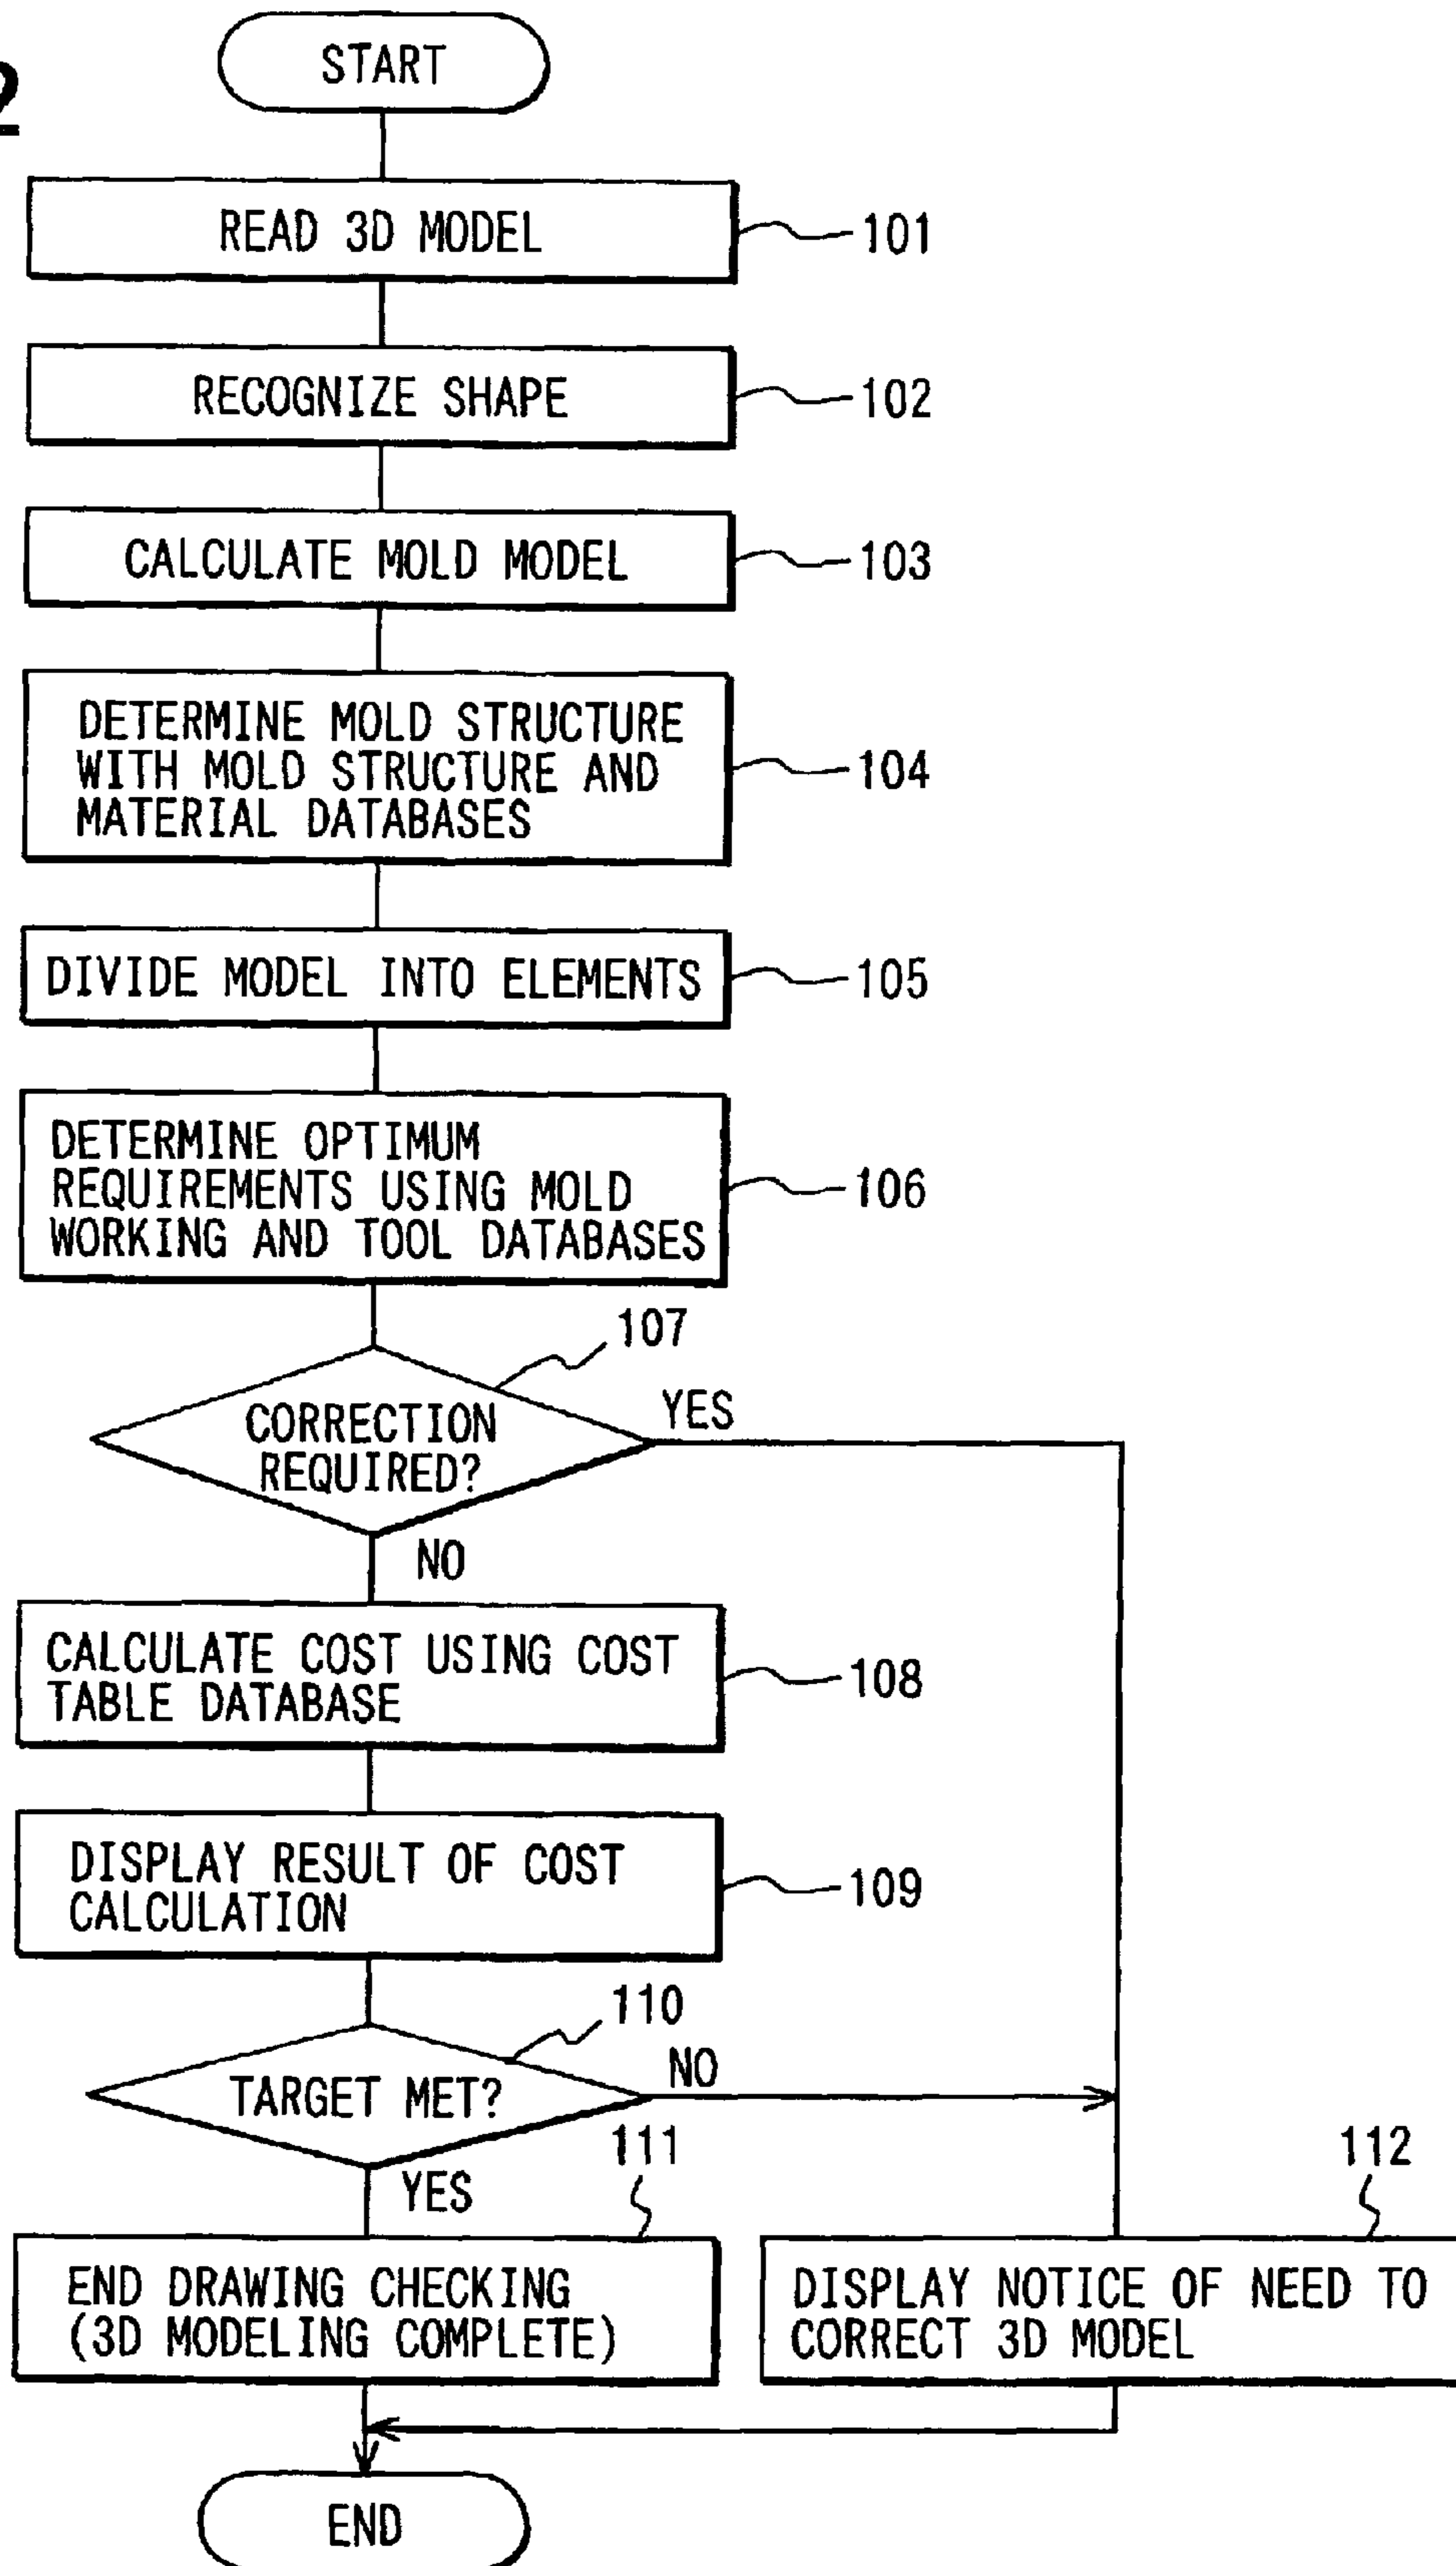 START
READ 3D MODEL
101
RECOGNIZE SHAPE
102
CALCULATE MOLD MODEL
103
DETERMINE MOLD STRUCTURE
WITH MOLD STRUCTURE AND
MATERIAL DATABASES
104
DIVIDE MODEL INTO ELEMENTS
105
DETERMINE OPTIMUM
REQUIREMENTS USING MOLD
WORKING AND TOOL DATABASES
106
107
CORRECTION
REQUIRED?
YES
NO
CALCULATE COST USING COST
TABLE DATABASE
108
DISPLAY RESULT OF COST
CALCULATION
109
110
TARGET MET?
NO
YES
111
END DRAWING CHECKING
(3D MODELING COMPLETE)
112
DISPLAY NOTICE OF NEED TO
CORRECT 3D MODEL
END